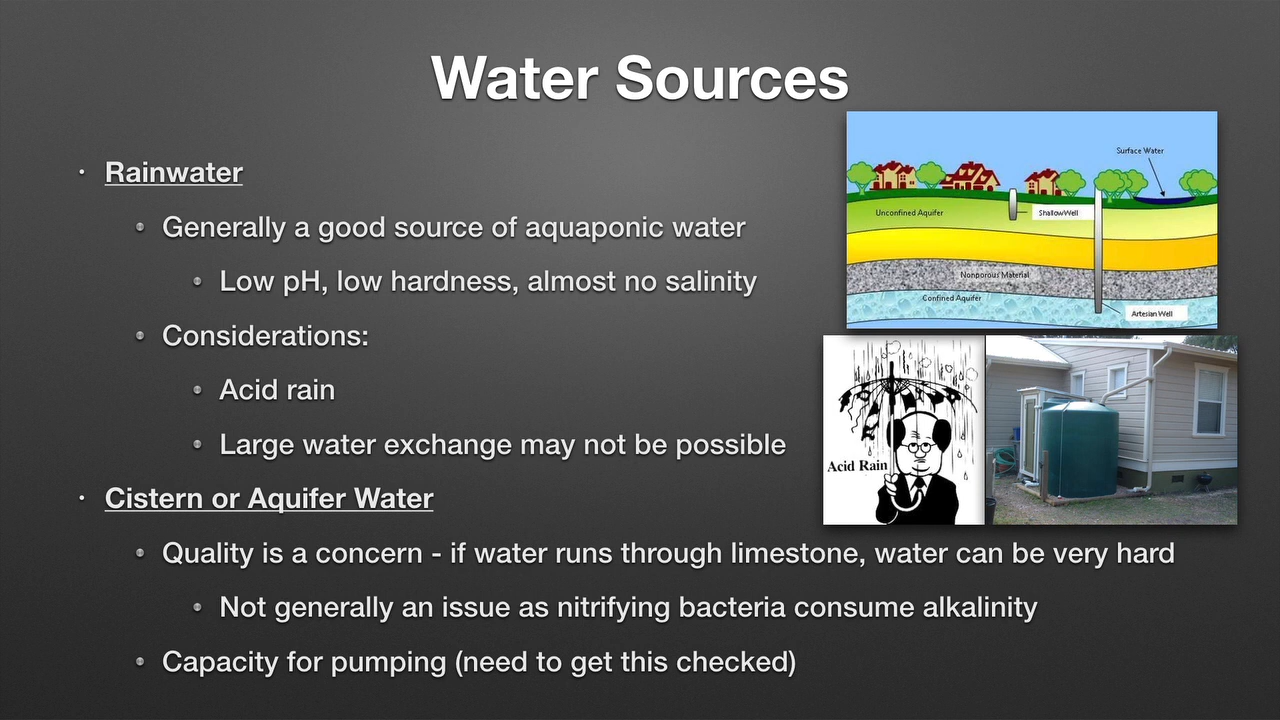 Water Sources
Rainwater
Generally a good source of aquaponic water
Low pH, low hardness, almost no salinity
Considerations:
Acid rain
Large water exchange may not be possible
Cistern or Aquifer Water
Quality is a concern - if water runs through limestone, water can be very hard
Not generally an issue as nitrifying bacteria consume alkalinity
Capacity for pumping (need to get this checked)
Surface Water
Unconfined Aquifer
Shallow Well
Nonporous Material
Confined Aquifer
Artesian Well
Acid Rain